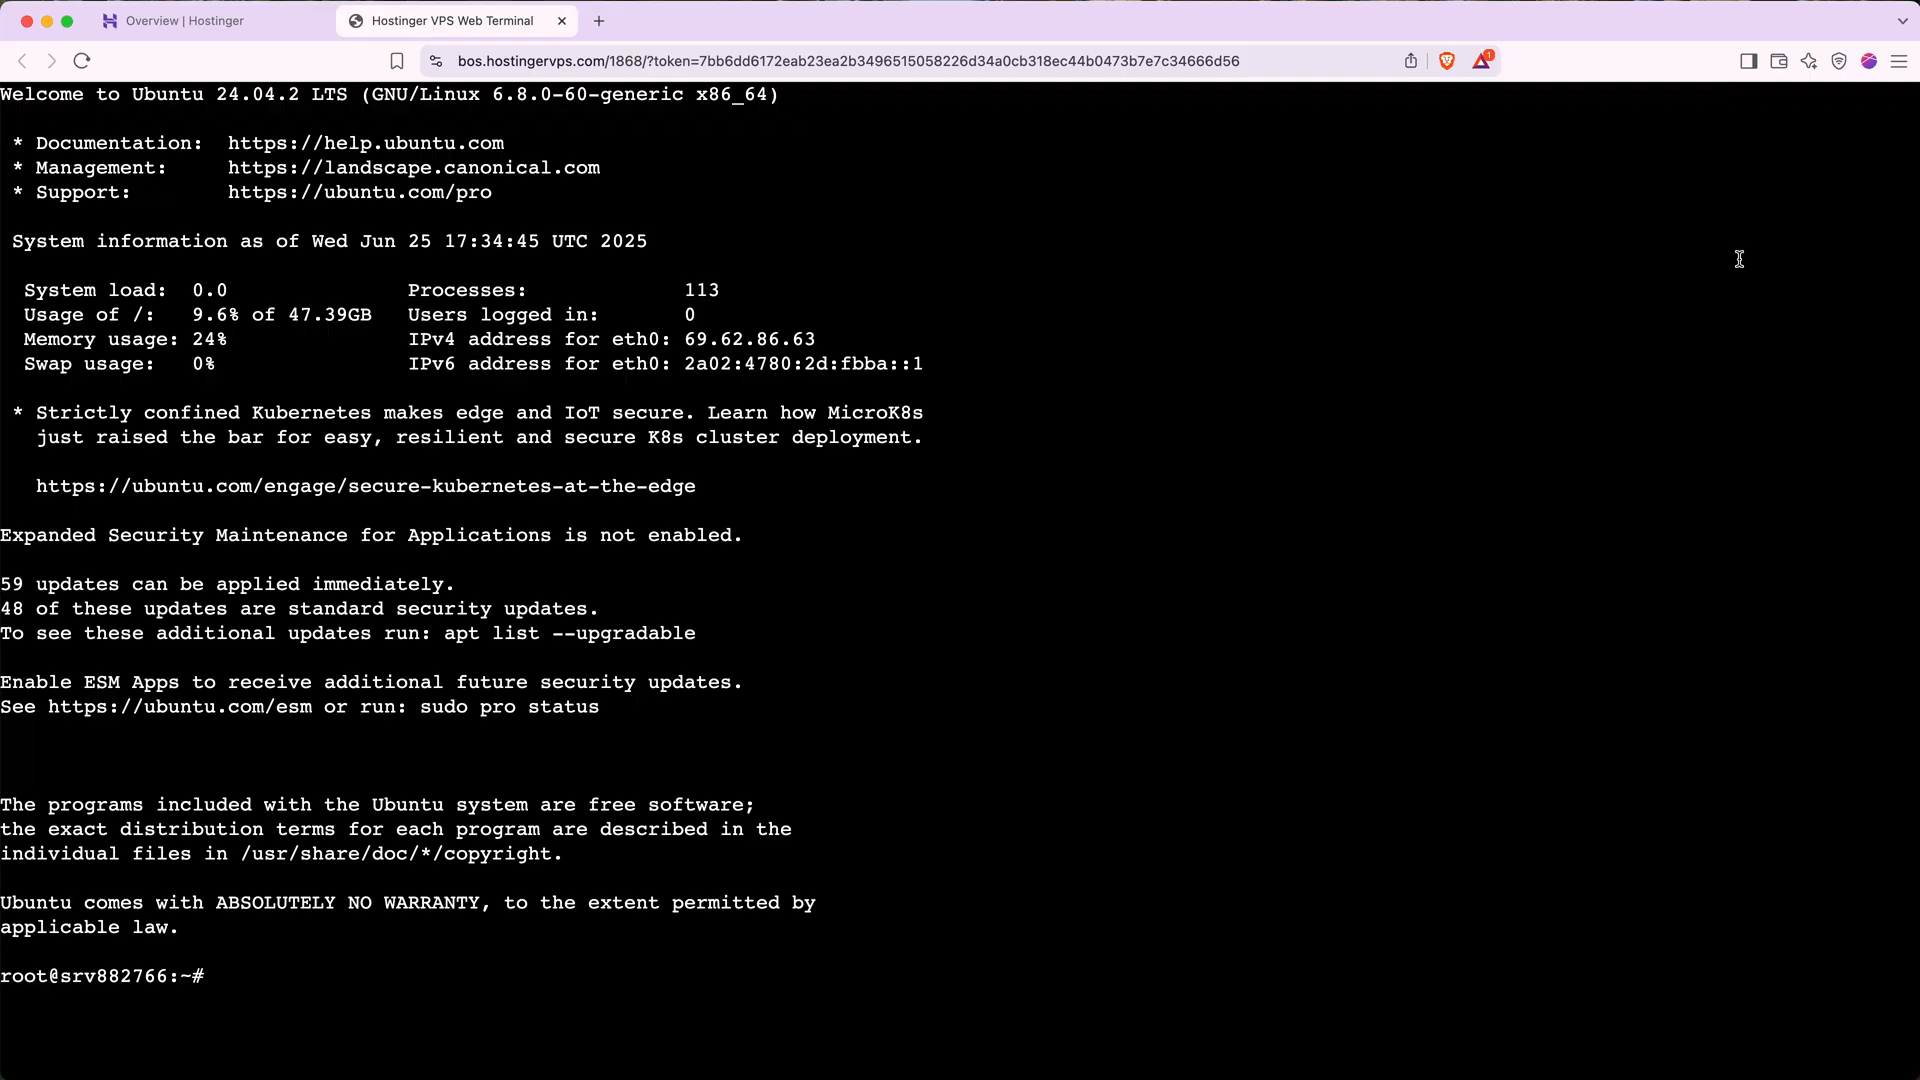 Overview | Hostinger
Hostinger VPS Web Terminal
bos.hostingervps.com/1868/?token=7bb6dd6172eab23ea2b3496515058226d34a0cb318ec44b0473b7e7c34666d56
1
Welcome to Ubuntu 24.04.2 LTS (GNU/Linux 6.8.0-60-generic x86_64)
* Documentation: https://help.ubuntu.com
* Management: https://landscape.canonical.com
* Support: https://ubuntu.com/pro
System information as of Wed Jun 25 17:34:45 UTC 2025
System load: 0.0 Processes: 113
Usage of /: 9.6% of 47.39GB Users logged in: 0
Memory usage: 24% IPv4 address for eth0: 69.62.86.63
Swap usage: 0% IPv6 address for eth0: 2a02:4780:2d:fbba::1
* Strictly confined Kubernetes makes edge and IoT secure. Learn how MicroK8s
just raised the bar for easy, resilient and secure K8s cluster deployment.
https://ubuntu.com/engage/secure-kubernetes-at-the-edge
Expanded Security Maintenance for Applications is not enabled.
59 updates can be applied immediately.
48 of these updates are standard security updates.
To see these additional updates run: apt list --upgradable
Enable ESM Apps to receive additional future security updates.
See https://ubuntu.com/esm or run: sudo pro status
The programs included with the Ubuntu system are free software;
the exact distribution terms for each program are described in the
individual files in /usr/share/doc/*/copyright.
Ubuntu comes with ABSOLUTELY NO WARRANTY, to the extent permitted by
applicable law.
root@srv882766:~#